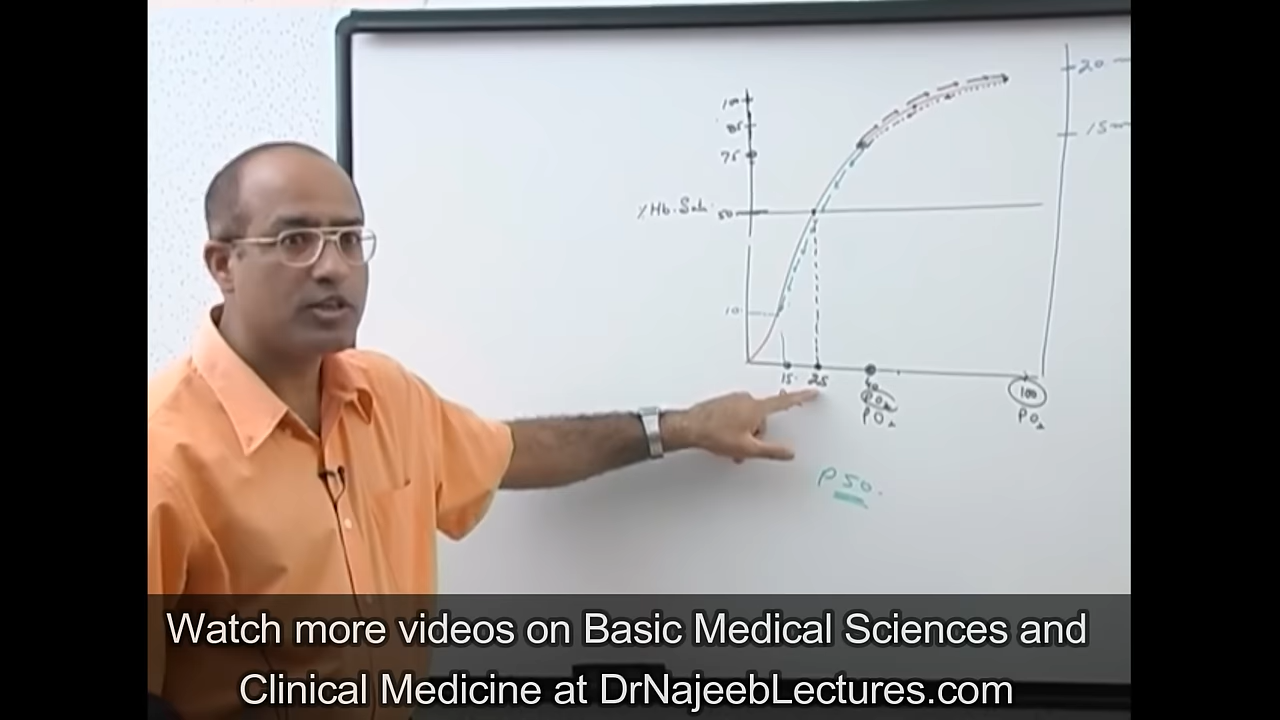 20
100
85
15
75
% Hb. Sat. 50
10
15 25 40 100
PO₂ PO₂
PO₂
P50.
Watch more videos on Basic Medical Sciences and
Clinical Medicine at DrNajeebLectures.com